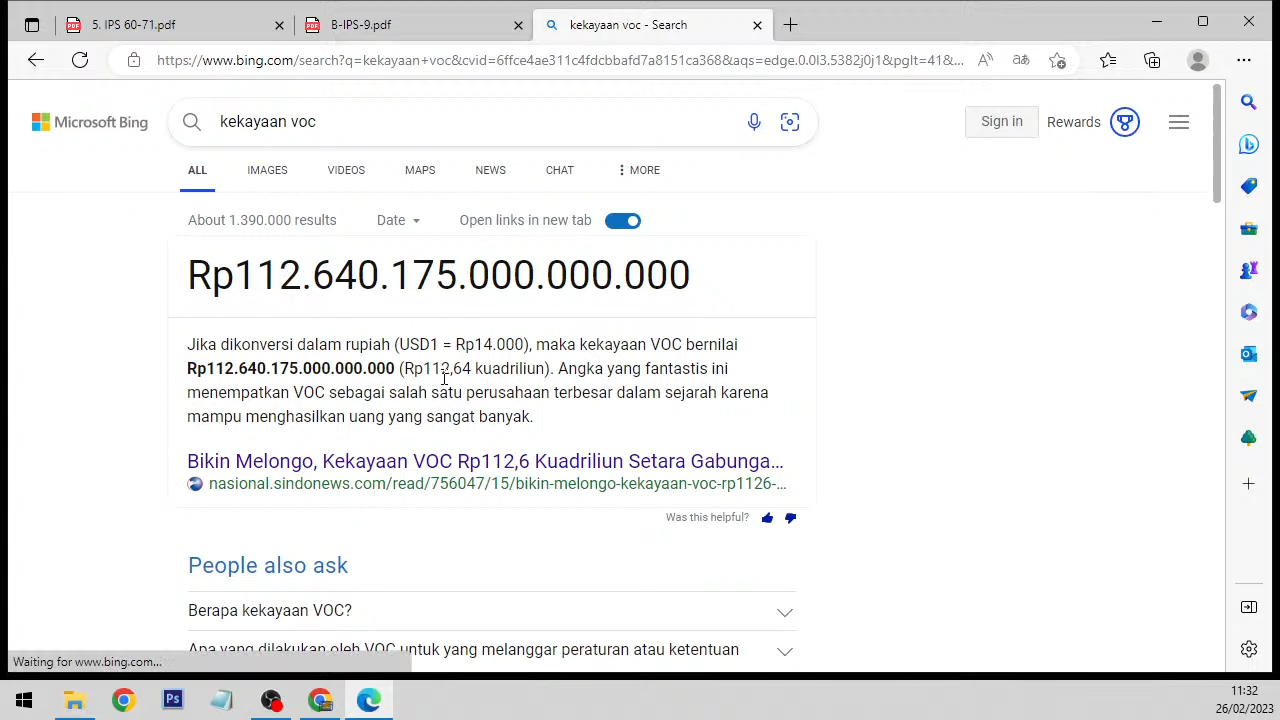 5. IPS 60-71.pdf
B-IPS-9.pdf
kekayaan voc - Search
https://www.bing.com/search?q=kekayaan+voc&cvid=6ffce4ae311c4fdcbbafd7a8151ca368&aqs=edge.0.0l3.5382j0j1&pglt=41&...
Microsoft Bing
kekayaan voc
Sign in
Rewards
ALL
IMAGES
VIDEOS
MAPS
NEWS
CHAT
MORE
About 1.390.000 results
Date
Open links in new tab
Rp112.640.175.000.000.000
Jika dikonversi dalam rupiah (USD1 = Rp14.000), maka kekayaan VOC bernilai
Rp112.640.175.000.000.000 (Rp112,64 kuadriliun). Angka yang fantastis ini
menempatkan VOC sebagai salah satu perusahaan terbesar dalam sejarah karena
mampu menghasilkan uang yang sangat banyak.
Bikin Melongo, Kekayaan VOC Rp112,6 Kuadriliun Setara Gabunga...
nasional.sindonews.com/read/756047/15/bikin-melongo-kekayaan-voc-rp1126-...
Was this helpful?
People also ask
Berapa kekayaan VOC?
Apa yang dilakukan oleh VOC untuk yang melanggar peraturan atau ketentuan
Waiting for www.bing.com...
Ps
11:32
26/02/2023